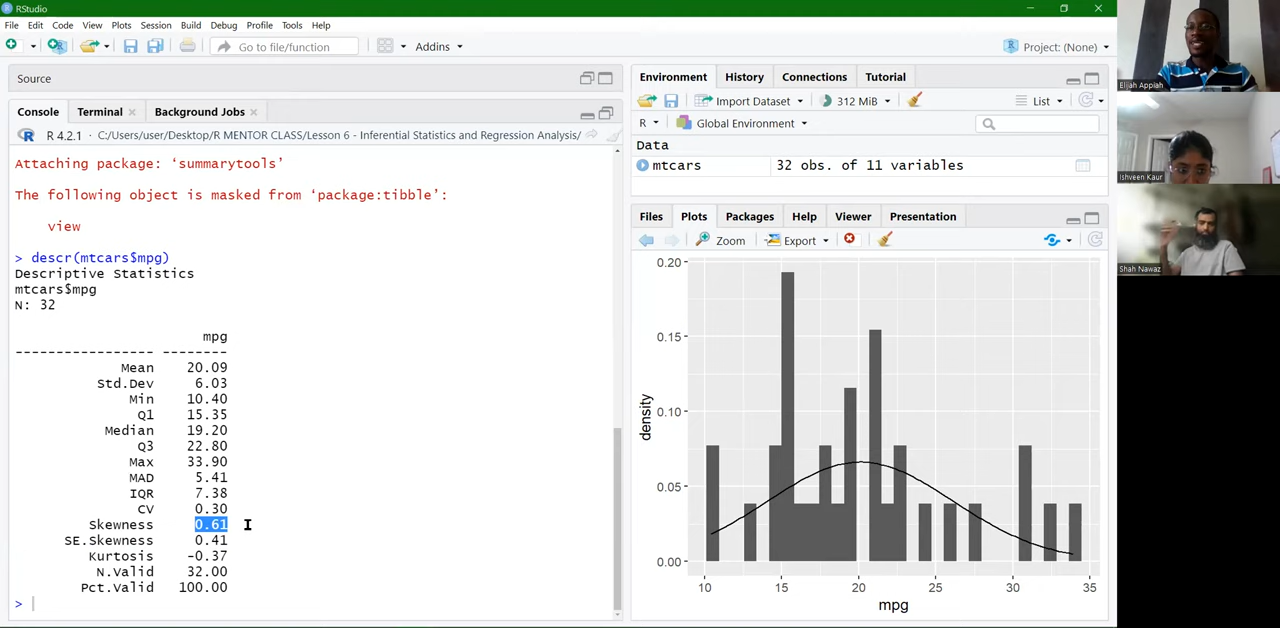 RStudio
File Edit Code View Plots Session Build Debug Profile Tools Help
Go to file/function Addins Project: (None)
Source
Console Terminal Background Jobs
R 4.2.1 · C:/Users/user/Desktop/R MENTOR CLASS/Lesson 6 - Inferential Statistics and Regression Analysis/
Attaching package: ‘summarytools’
The following object is masked from ‘package:tibble’:
view
> descr(mtcars$mpg)
Descriptive Statistics
mtcars$mpg
N: 32
mpg
----------------- --------
Mean 20.09
Std.Dev 6.03
Min 10.40
Q1 15.35
Median 19.20
Q3 22.80
Max 33.90
MAD 5.41
IQR 7.38
CV 0.30
Skewness 0.61
SE.Skewness 0.41
Kurtosis -0.37
N.Valid 32.00
Pct.Valid 100.00
>
Environment History Connections Tutorial
Import Dataset 312 MiB List
R Global Environment
Data
mtcars 32 obs. of 11 variables
Files Plots Packages Help Viewer Presentation
Zoom Export
0.20
0.15
0.10
0.05
0.00
density
10 15 20 25 30 35
mpg
Elijah Appiah
Ishveen Kaur
Shah Nawaz